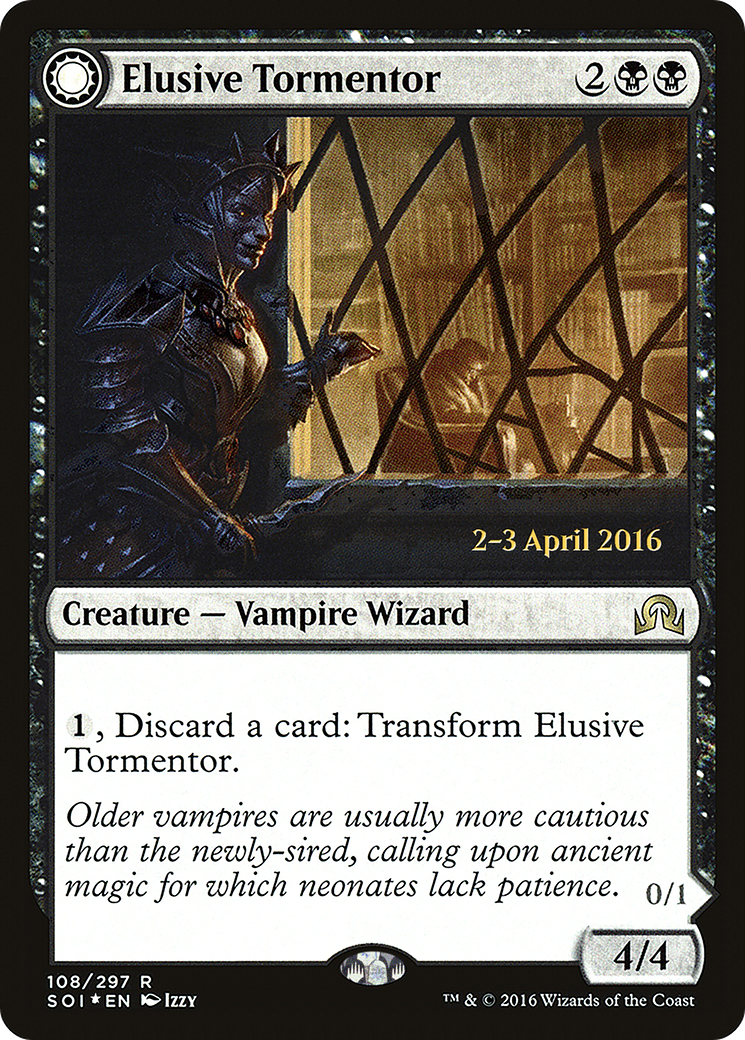 Elusive Tormentor 2
2–3 April 2016
Creature — Vampire Wizard
1, Discard a card: Transform Elusive
Tormentor.
Older vampires are usually more cautious
than the newly-sired, calling upon ancient
magic for which neonates lack patience.
0/1
4/4
108/297 R
SOI ★ EN Izzy
™ & © 2016 Wizards of the Coast